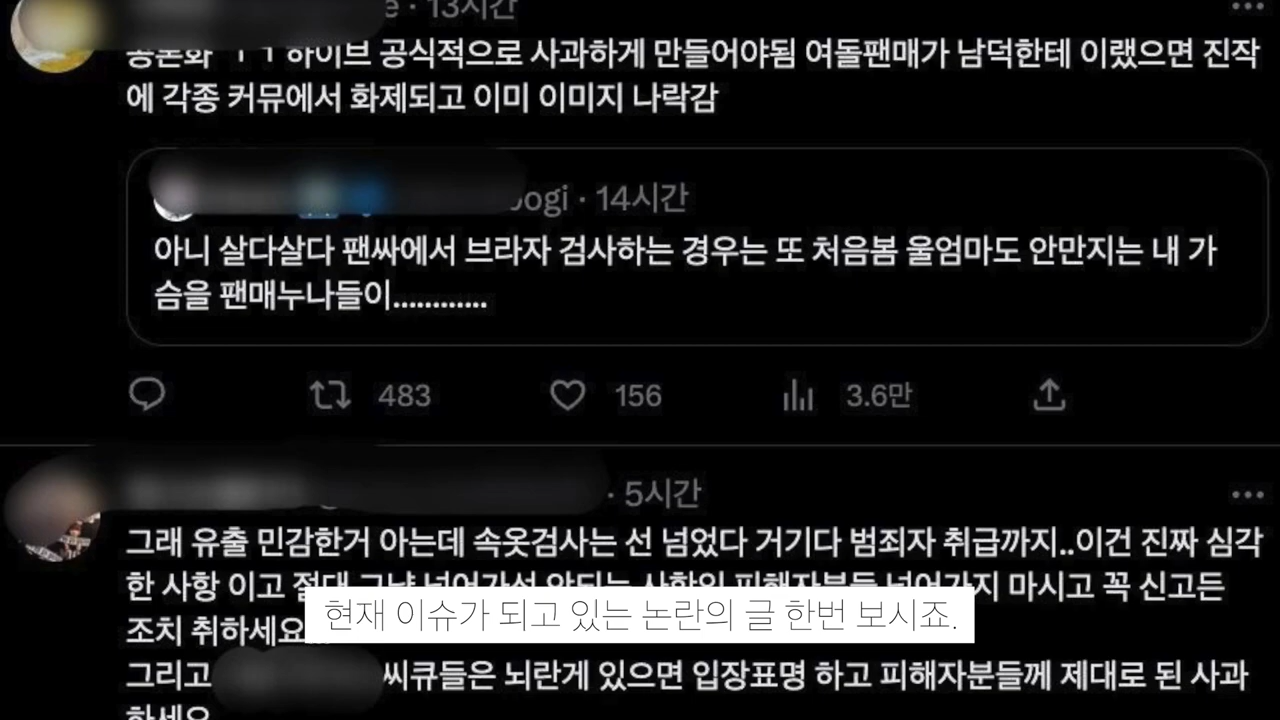 e · 13시간
공론화 ㅜㅜ 하이브 공식적으로 사과하게 만들어야됨 여돌팬매가 남덕한테 이랬으면 진작
에 각종 커뮤에서 화제되고 이미 이미지 나락감
oogi · 14시간
아니 살다살다 팬싸에서 브라자 검사하는 경우는 또 처음봄 울엄마도 안만지는 내 가
슴을 팬매누나들이............
483 156 3.6만
· 5시간
그래 유출 민감한거 아는데 속옷검사는 선 넘었다 거기다 범죄자 취급까지..이건 진짜 심각
한 사항 이고 절대 그냥 넘어가선 안되는 사항임 피해자분들 넘어가지 마시고 꼭 신고든
조치 취하세요
현재 이슈가 되고 있는 논란의 글 한번 보시죠.
그리고 씨큐들은 뇌란게 있으면 입장표명 하고 피해자분들께 제대로 된 사과
하세요